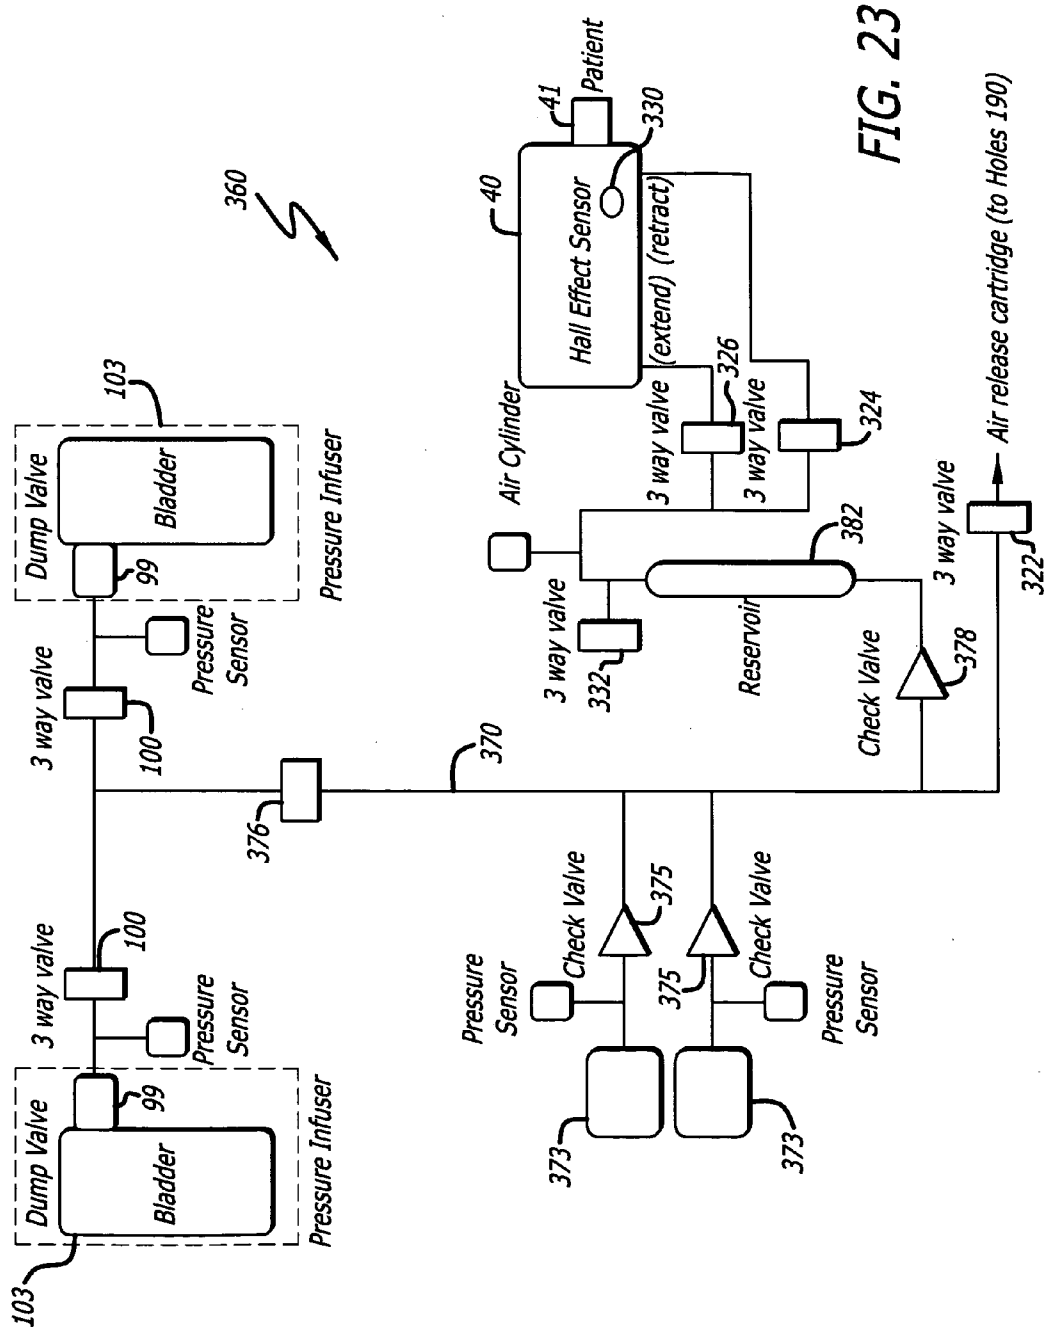 103
Dump Valve
Bladder
99
Pressure Infuser
3 way valve
100
Pressure
Sensor
3 way valve
100
Pressure
Sensor
Dump Valve
Bladder
99
103
Pressure Infuser
360
376
370
373
373
Pressure
Sensor
Check Valve
375
375
Check Valve
Pressure
Sensor
Check Valve
378
3 way valve
332
Reservoir
382
Air Cylinder
3 way valve
326
3 way valve
324
(extend) (retract)
Hall Effect Sensor
330
40
41
Patient
3 way valve
322
Air release cartridge (to Holes 190)
FIG. 23